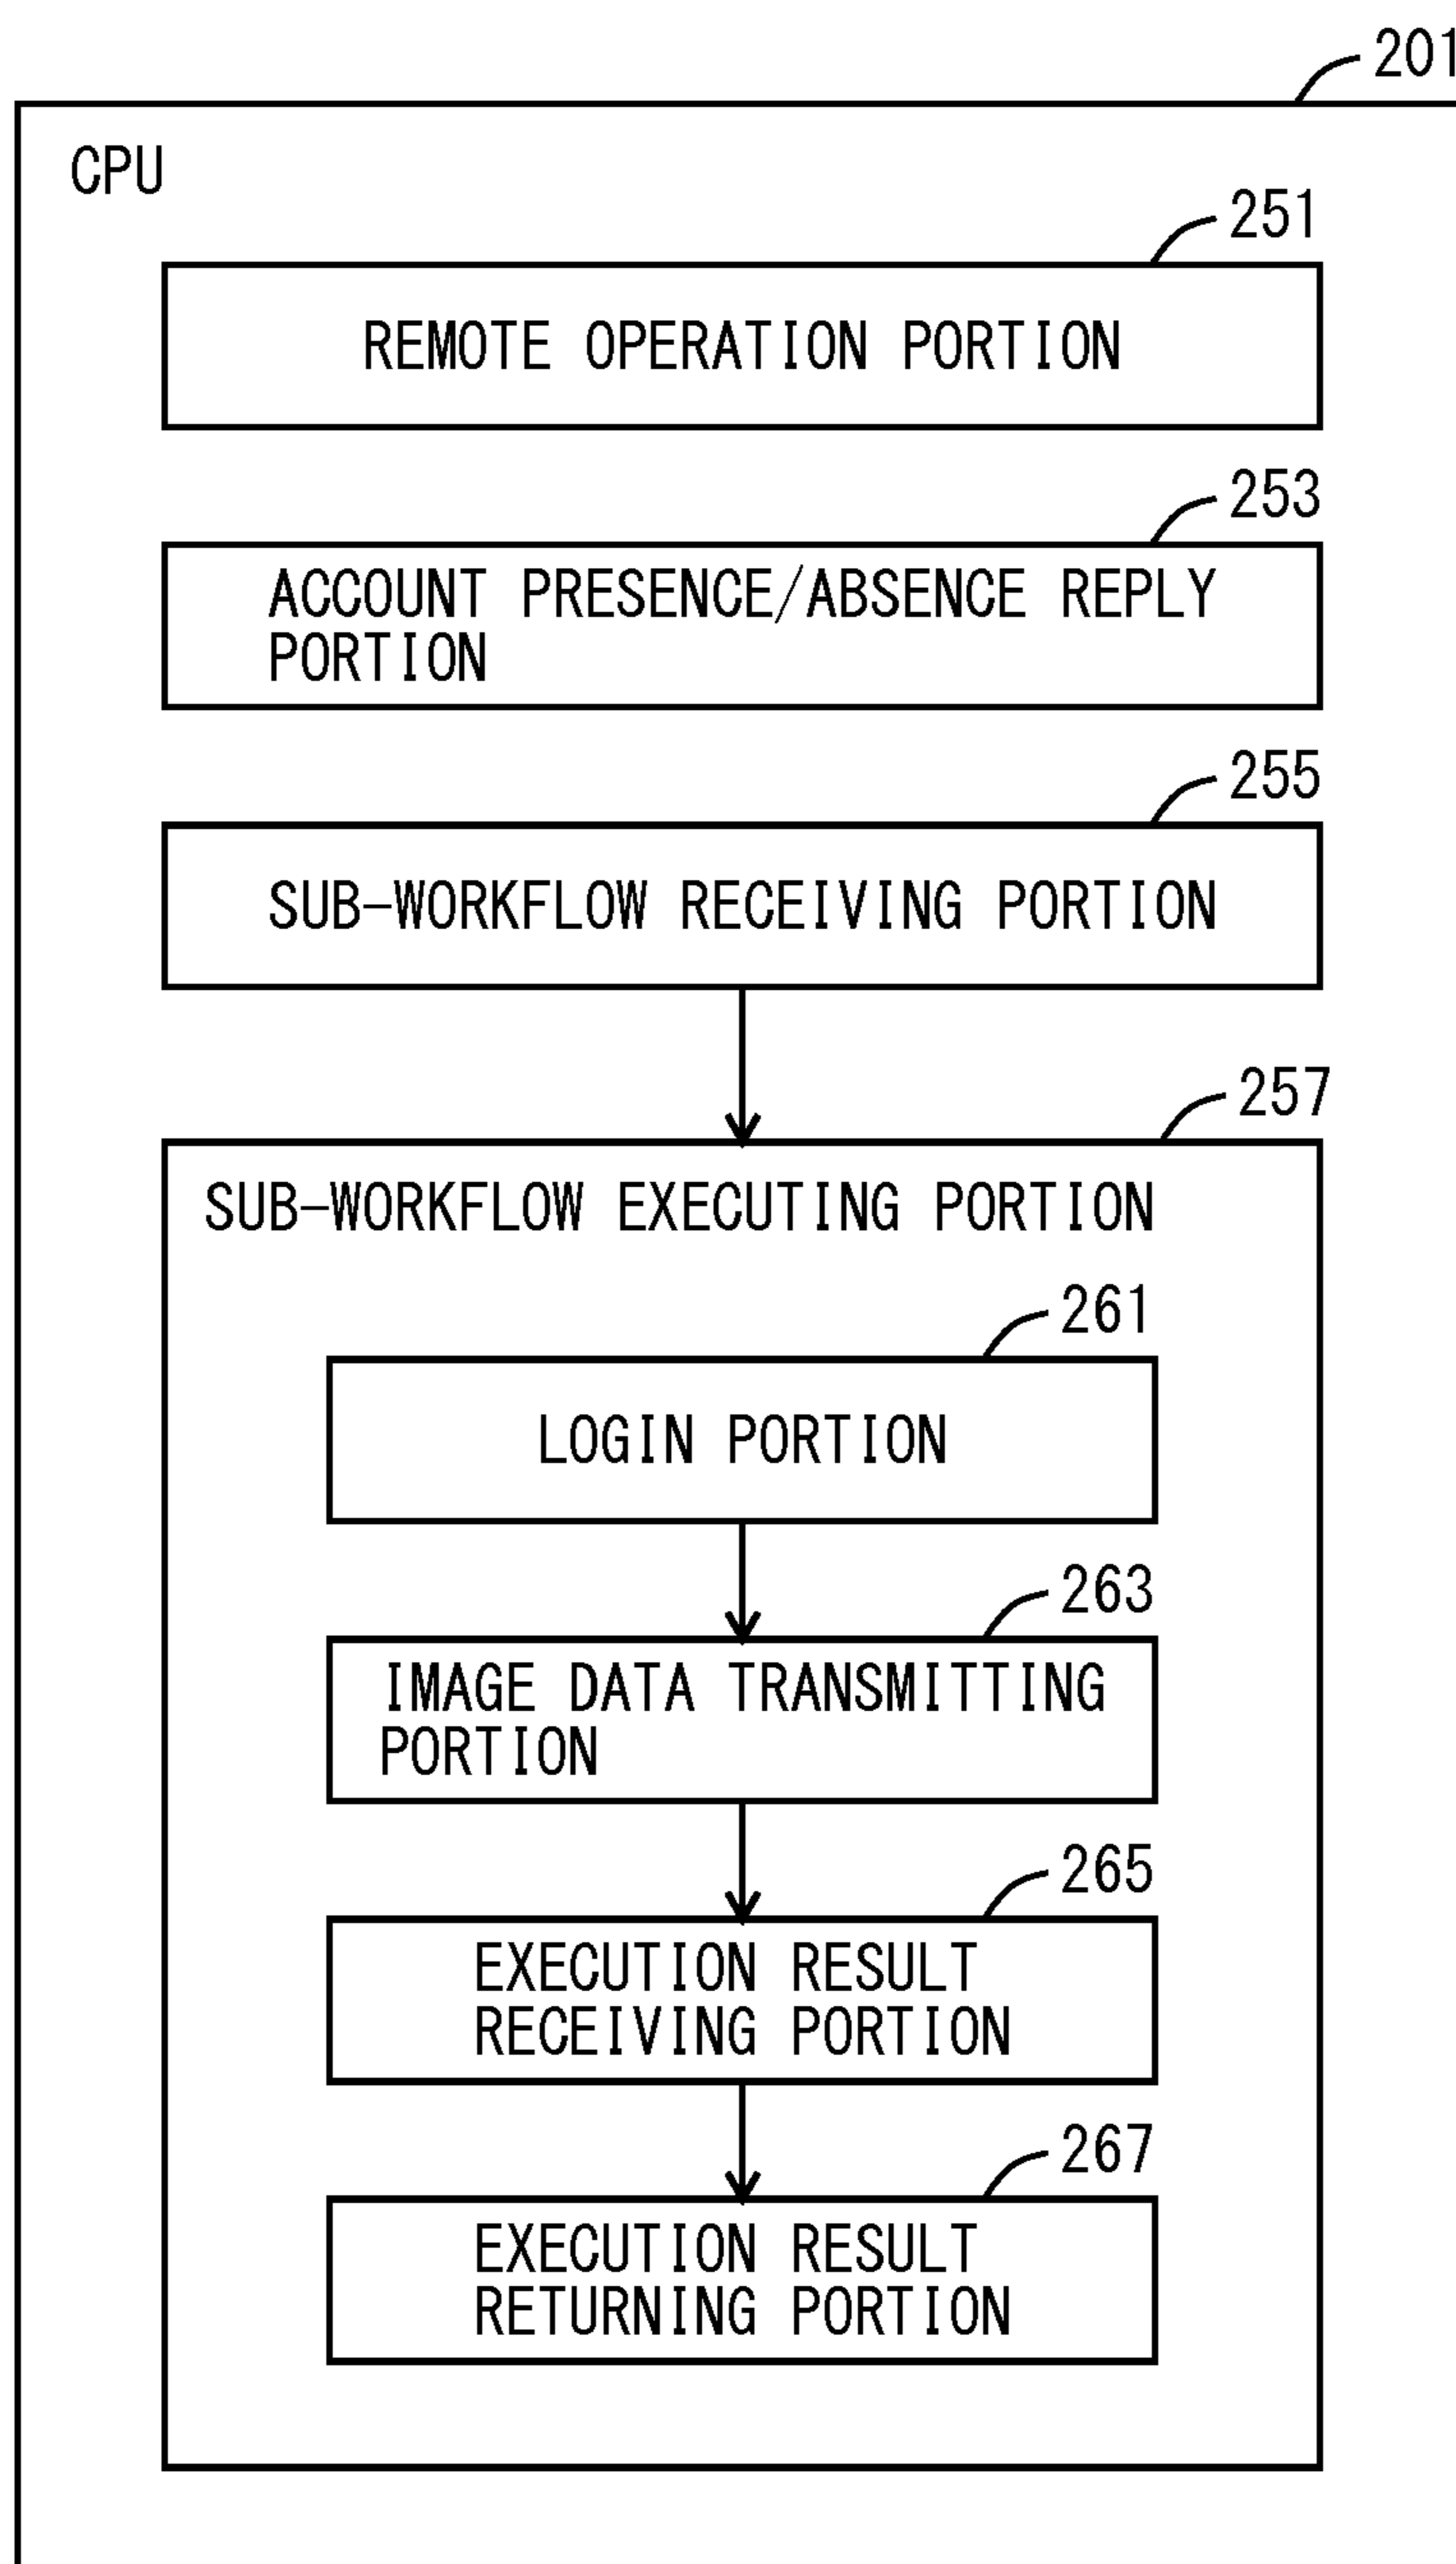 201
CPU
251
REMOTE OPERATION PORTION
253
ACCOUNT PRESENCE/ABSENCE REPLY
PORTION
255
SUB-WORKFLOW RECEIVING PORTION
257
SUB-WORKFLOW EXECUTING PORTION
261
LOGIN PORTION
263
IMAGE DATA TRANSMITTING
PORTION
265
EXECUTION RESULT
RECEIVING PORTION
267
EXECUTION RESULT
RETURNING PORTION